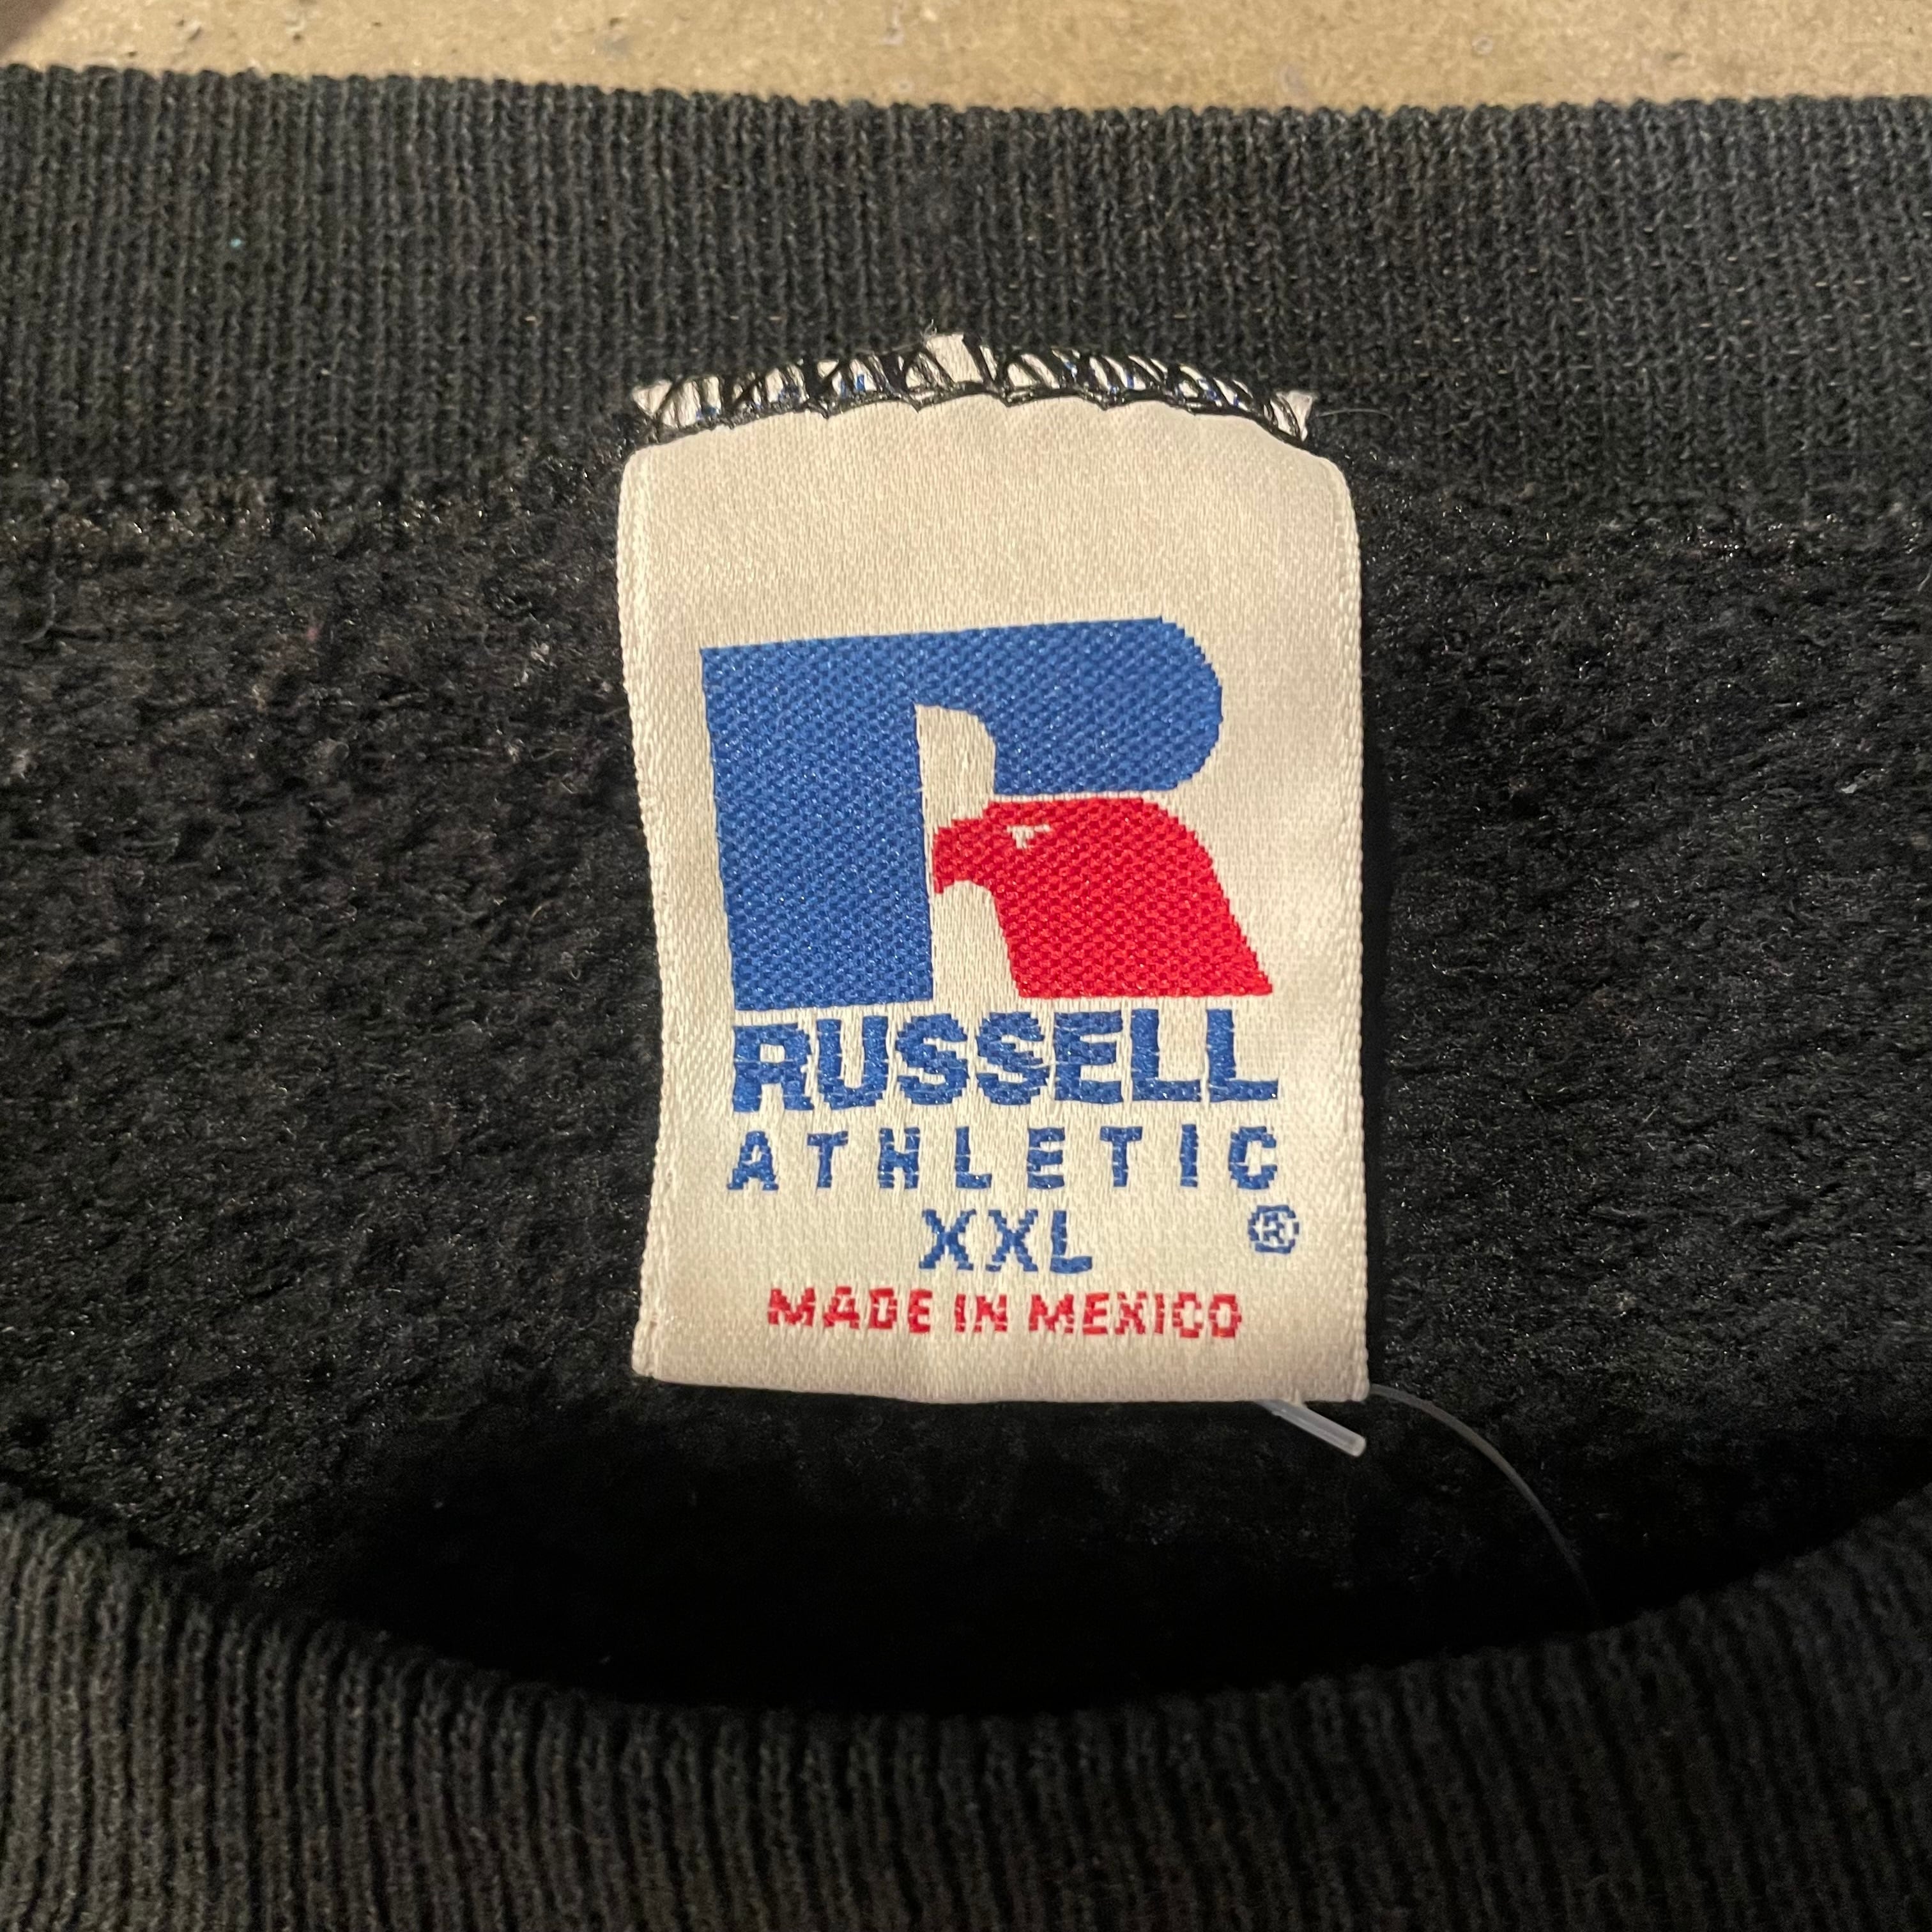 RUSSELL
ATHLETIC
XXL ®
MADE IN MEXICO